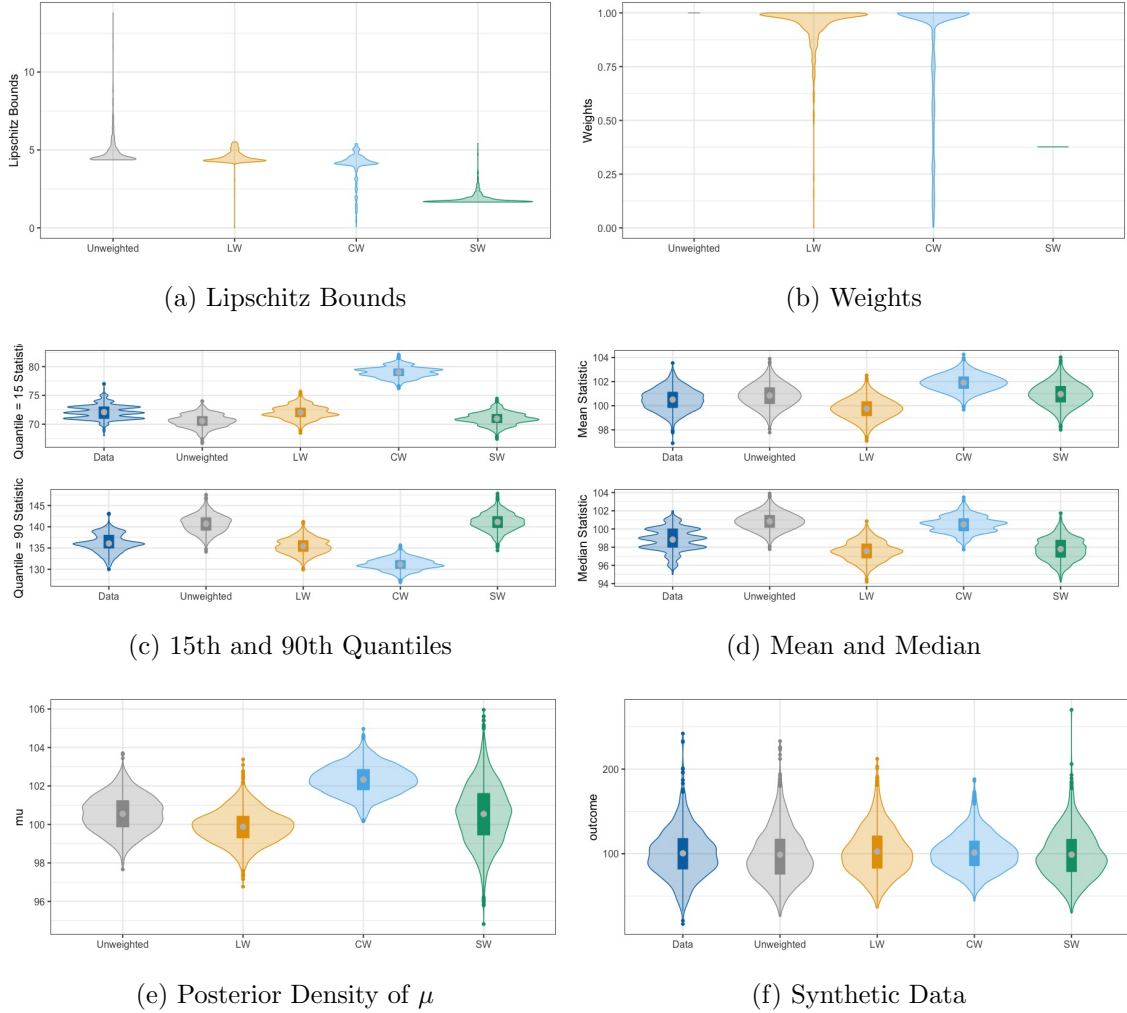 Lipschitz Bounds
10
5
0
Unweighted LW CW SW
(a) Lipschitz Bounds
Weights
1.00
0.75
0.50
0.25
0.00
Unweighted LW CW SW
(b) Weights
Quantile = 15 Statisti
80
75
70
Data Unweighted LW CW SW
Quantile = 90 Statistic
145
140
135
130
Data Unweighted LW CW SW
(c) 15th and 90th Quantiles
Mean Statistic
104
102
100
98
Data Unweighted LW CW SW
Median Statistic
104
102
100
98
96
94
Data Unweighted LW CW SW
(d) Mean and Median
mu
106
104
102
100
98
96
Unweighted LW CW SW
(e) Posterior Density of μ
outcome
200
100
Data Unweighted LW CW SW
(f) Synthetic Data